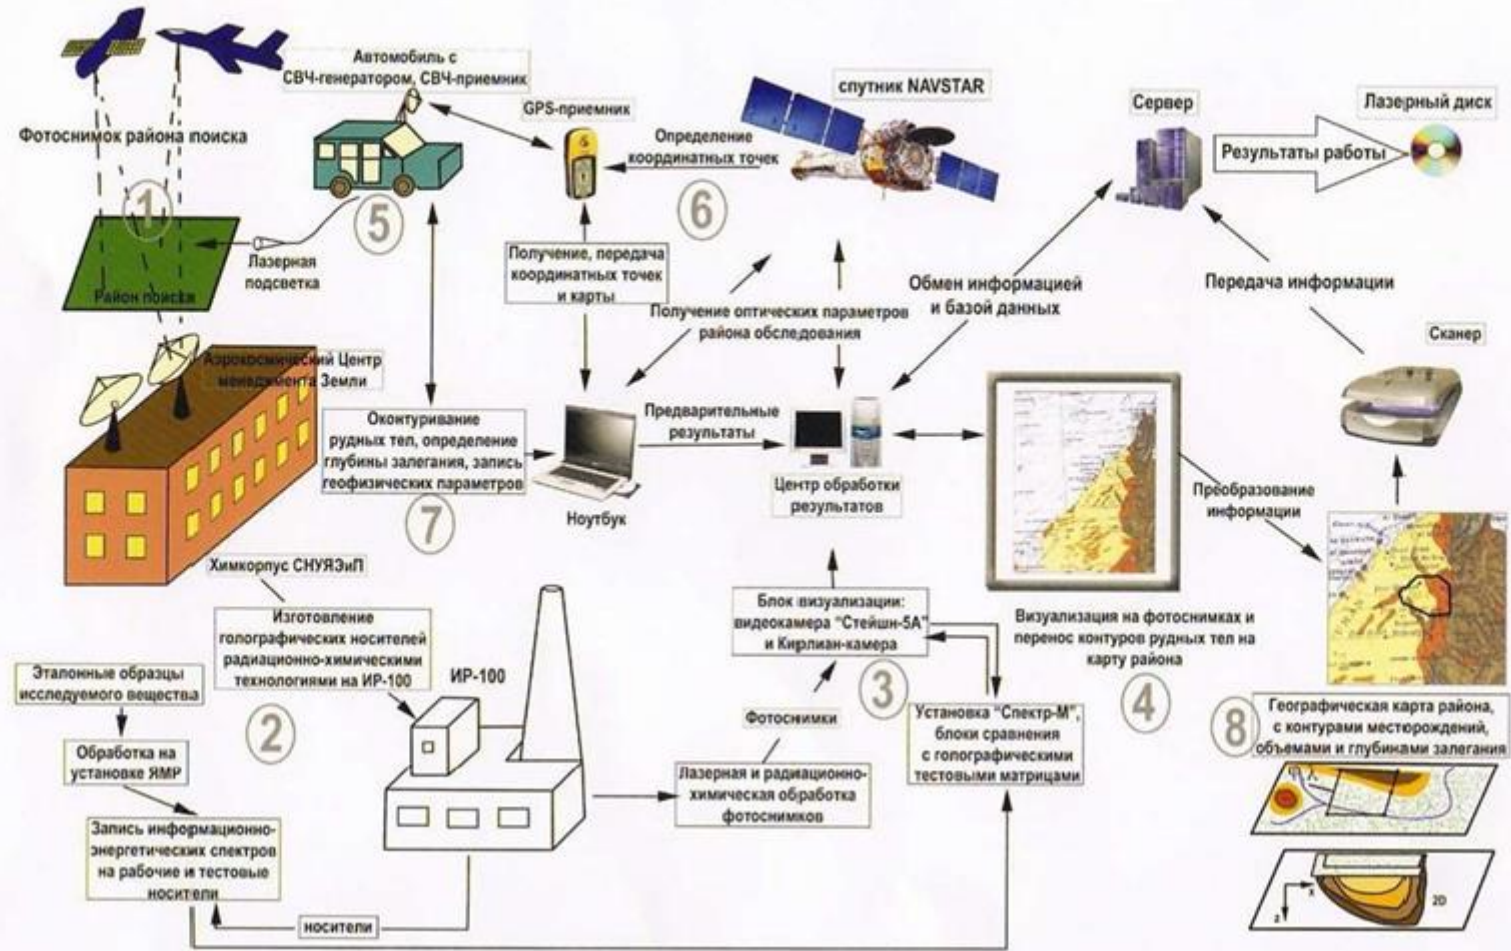 Автомобиль с
СВЧ-генератором, СВЧ-приемник
GPS-приемник
спутник NAVSTAR
Сервер
Лазерный диск
Фотоснимок района поиска
Определение
координатных точек
Результаты работы
1
5
6
Лазерная
подсветка
Район поиска
Получение, передача
координатных точек
и карты
Получение оптических параметров
района обследования
Обмен информацией
и базой данных
Передача информации
Сканер
Аэрокосмический Центр
менеджмента Земли
Оконтуривание
рудных тел, определение
глубины залегания, запись
геофизических параметров
7
Ноутбук
Предварительные
результаты
Центр обработки
результатов
Преобразование
информации
Химкорпус СНУЯЭиП
Изготовление
голографических носителей
радиационно-химическими
технологиями на ИР-100
ИР-100
Эталонные образцы
исследуемого вещества
2
Обработка на
установке ЯМР
Запись информационно-
энергетических спектров
на рабочие и тестовые
носители
носители
Лазерная и радиационно-
химическая обработка
фотоснимков
Фотоснимки
Блок визуализации:
видеокамера "Стейшн-5А"
и Кирлиан-камера
3
Установка "Спектр-М",
блоки сравнения
с голографическими
тестовыми матрицами
Визуализация на фотоснимках и
перенос контуров рудных тел на
карту района
4
8
Географическая карта района,
с контурами месторождений,
объемами и глубинами залегания
X
Z
2D